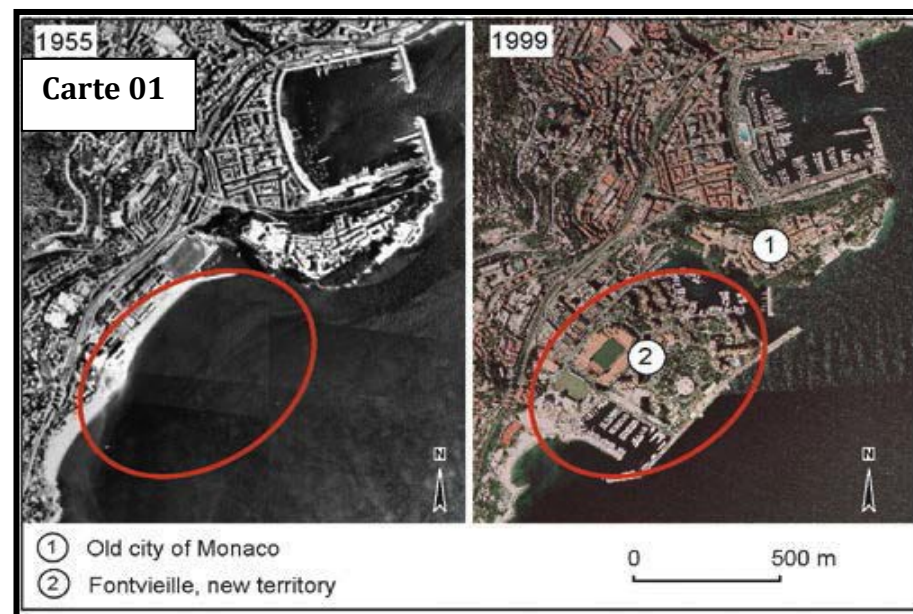 1955
Carte 01
1999
1
2
N
N
1 Old city of Monaco
2 Fontvieille, new territory
0 500 m